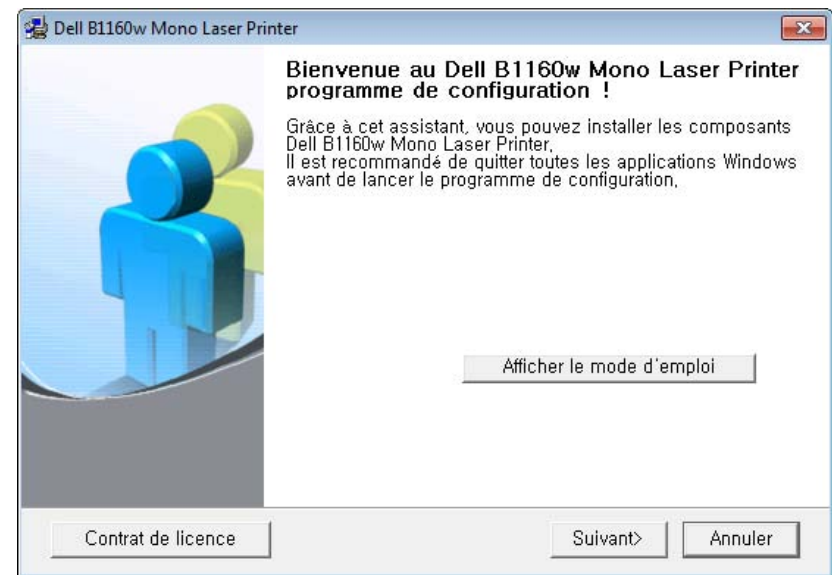 Dell B1160w Mono Laser Printer
Bienvenue au Dell B1160w Mono Laser Printer
programme de configuration !
Grâce à cet assistant, vous pouvez installer les composants
Dell B1160w Mono Laser Printer,
Il est recommandé de quitter toutes les applications Windows
avant de lancer le programme de configuration,
Afficher le mode d'emploi
Contrat de licence
Suivant>
Annuler